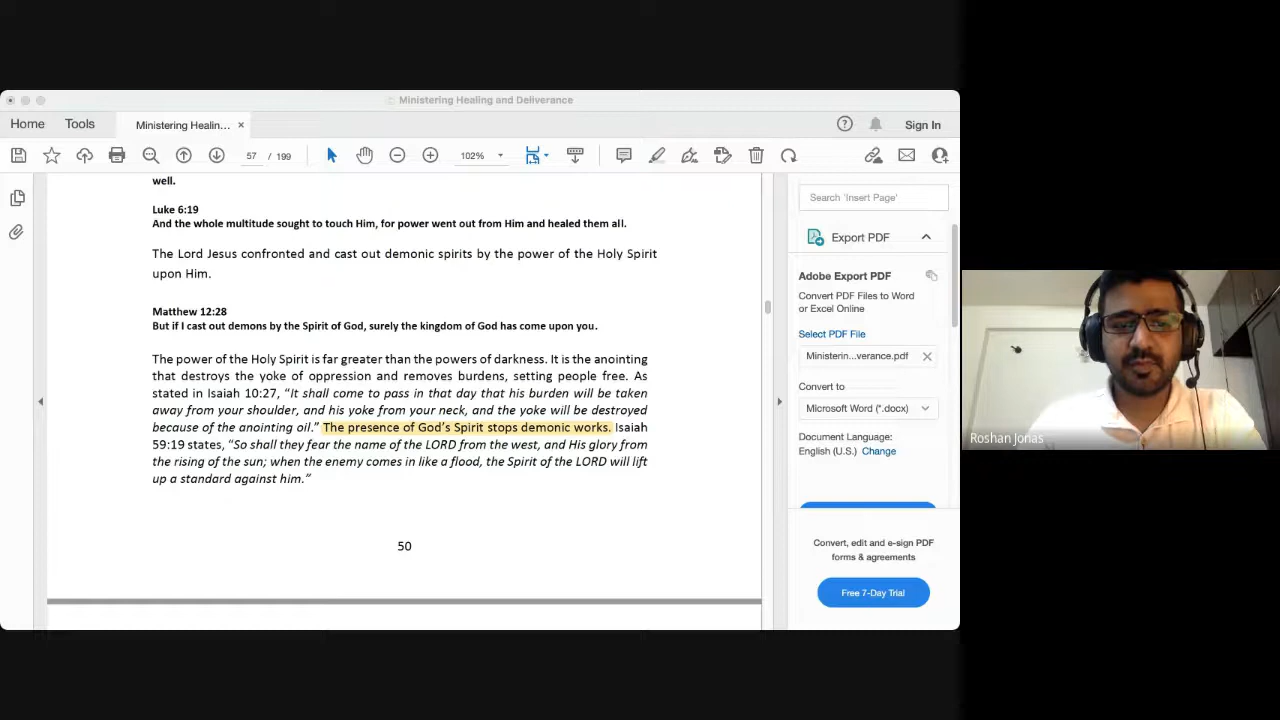 Ministering Healing and Deliverance
Home
Tools
Ministering Healin...
Sign In
57 / 199
102%
well.
Luke 6:19
And the whole multitude sought to touch Him, for power went out from Him and healed them all.
The Lord Jesus confronted and cast out demonic spirits by the power of the Holy Spirit
upon Him.
Matthew 12:28
But if I cast out demons by the Spirit of God, surely the kingdom of God has come upon you.
The power of the Holy Spirit is far greater than the powers of darkness. It is the anointing
that destroys the yoke of oppression and removes burdens, setting people free. As
stated in Isaiah 10:27, “It shall come to pass in that day that his burden will be taken
away from your shoulder, and his yoke from your neck, and the yoke will be destroyed
because of the anointing oil.” The presence of God’s Spirit stops demonic works. Isaiah
59:19 states, “So shall they fear the name of the LORD from the west, and His glory from
the rising of the sun; when the enemy comes in like a flood, the Spirit of the LORD will lift
up a standard against him.”
50
Search 'Insert Page'
Export PDF
Adobe Export PDF
Convert PDF Files to Word
or Excel Online
Select PDF File
Ministerin...verance.pdf
Convert to
Microsoft Word (*.docx)
Document Language:
English (U.S.) Change
Convert, edit and e-sign PDF
forms & agreements
Free 7-Day Trial
Roshan Jonas